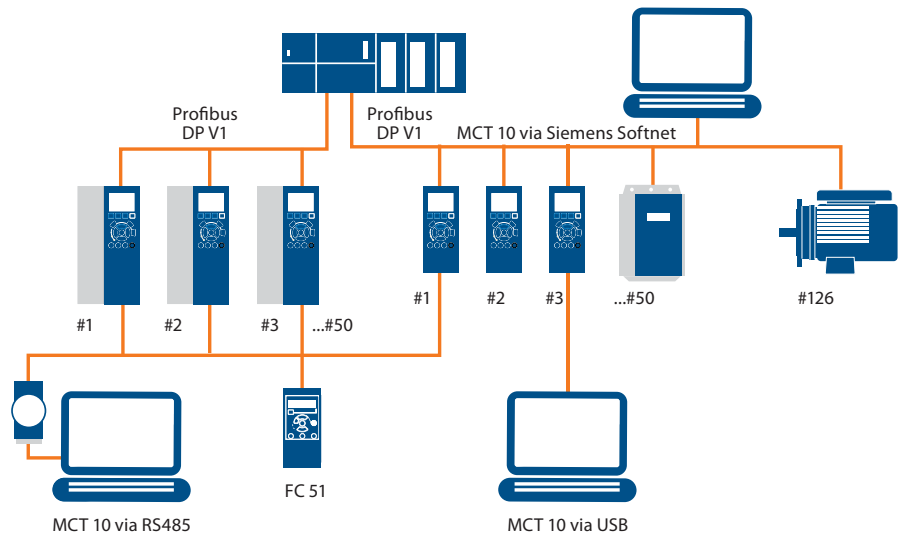 Profibus
DP V1
Profibus
DP V1
MCT 10 via Siemens Softnet
#1
#2
#3
...#50
#1
#2
#3
...#50
#126
FC 51
MCT 10 via RS485
MCT 10 via USB